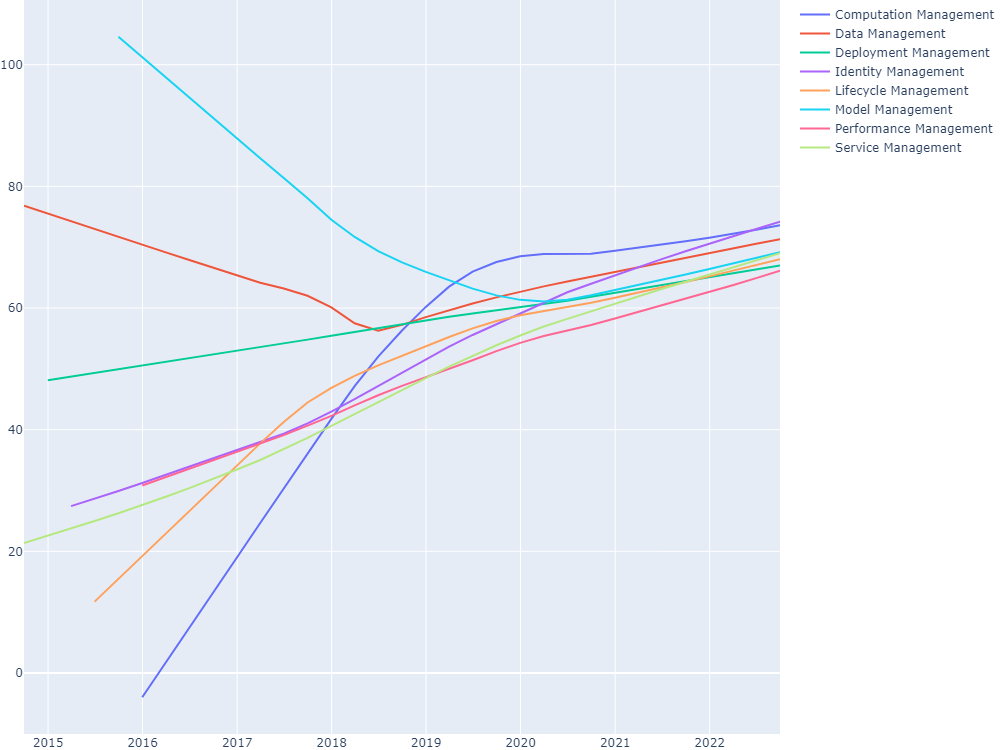 Computation Management
Data Management
Deployment Management
Identity Management
Lifecycle Management
Model Management
Performance Management
Service Management
100
80
60
40
20
0
2015 2016 2017 2018 2019 2020 2021 2022